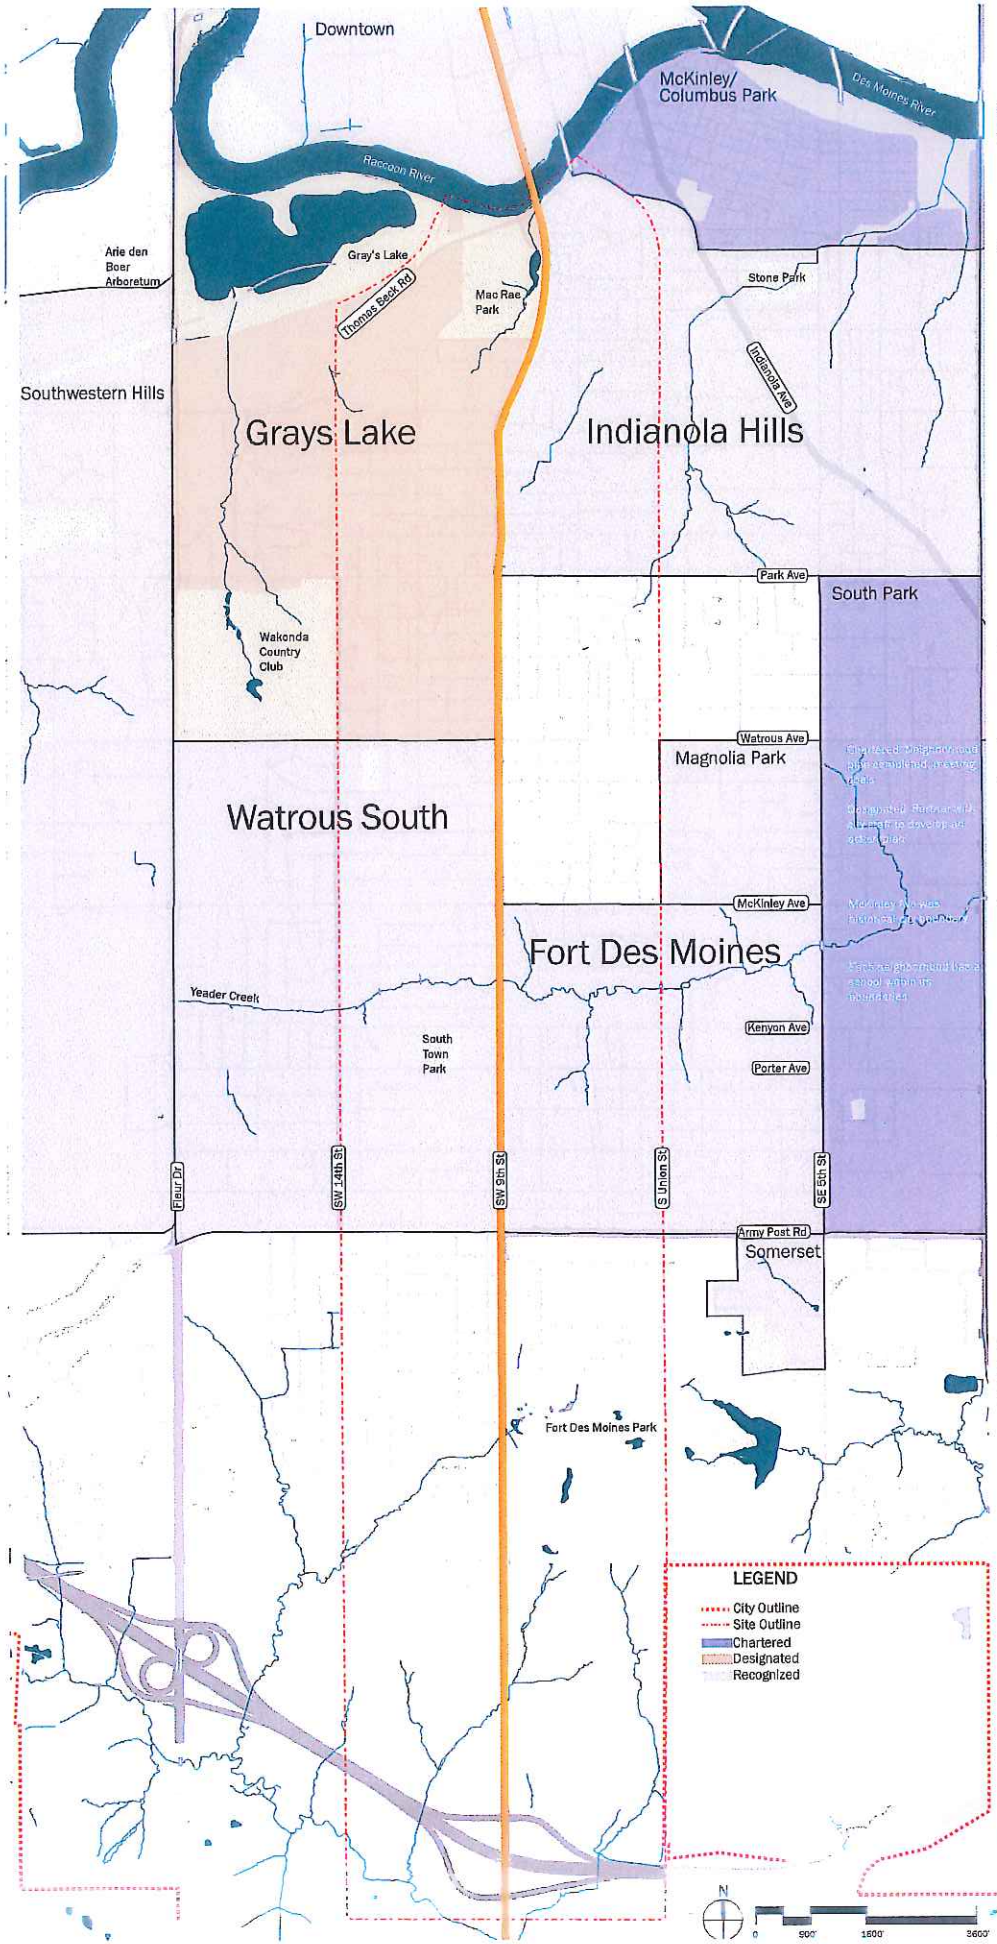 Downtown
McKinley/
Columbus Park
Des Moines River
Raccoon River
Arie den
Boer
Arboretum
Gray's Lake
Thomas Beck Rd
Mac Rae
Park
Stone Park
Indianola Ave
Southwestern Hills
Grays Lake
Indianola Hills
Park Ave
South Park
Wakonda
Country
Club
Watrous Ave
Magnolia Park
Watrous South
McKinley Ave
Fort Des Moines
Yeader Creek
Kenyon Ave
South
Town
Park
Porter Ave
Fleur Dr
SW 14th St
SW 9th St
S Union St
SE 5th St
Army Post Rd
Somerset
Fort Des Moines Park
LEGEND
City Outline
Site Outline
Chartered
Designated
Recognized
N
0 900' 1800' 3600'